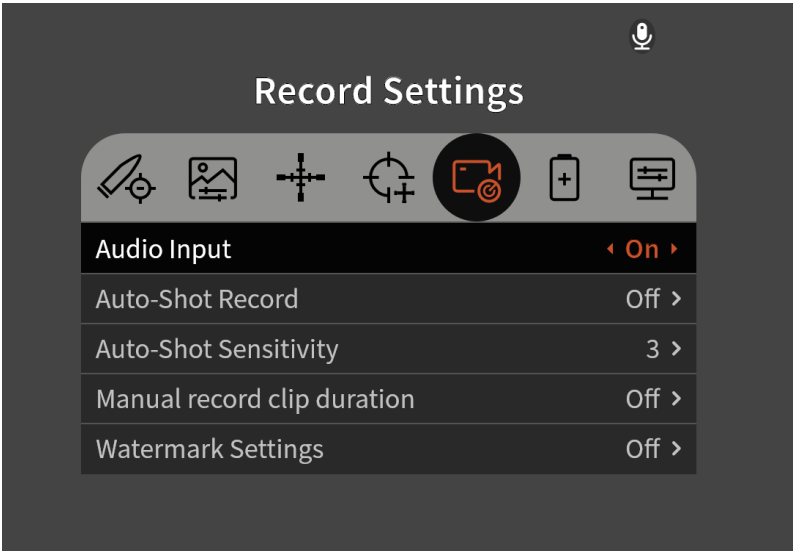 Record Settings
Audio Input On
Auto-Shot Record Off
Auto-Shot Sensitivity 3
Manual record clip duration Off
Watermark Settings Off